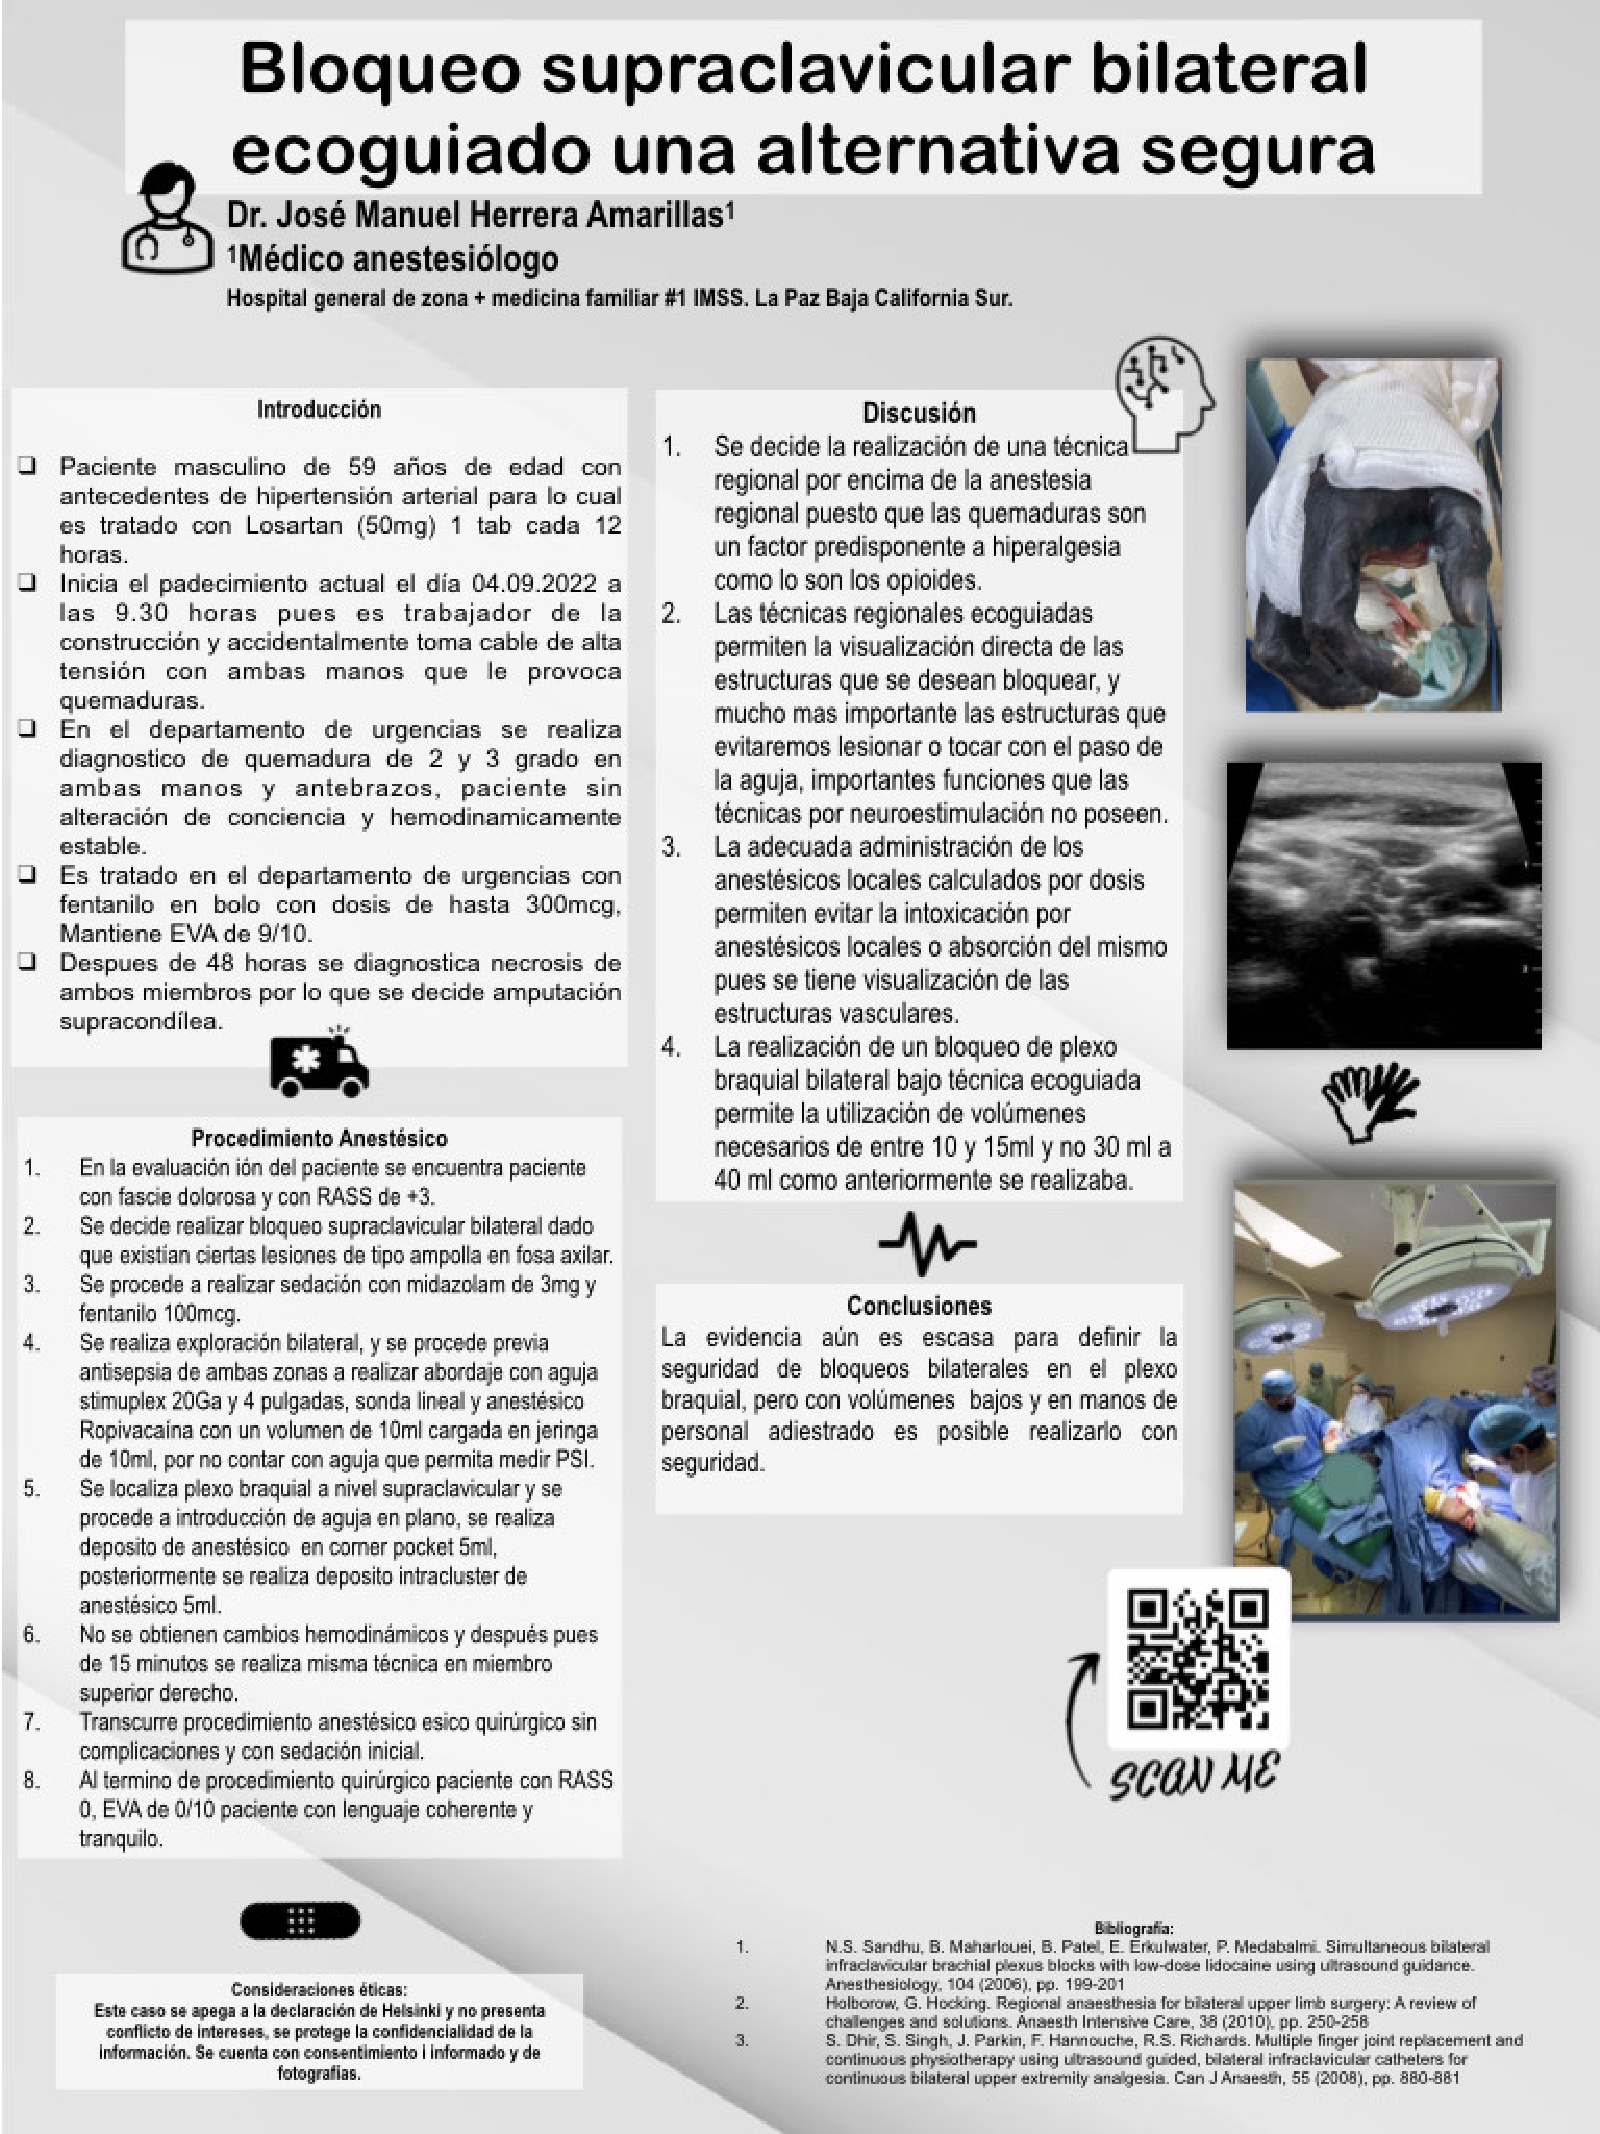 Bloqueo supraclavicular bilateral
ecoguiado una alternativa segura
Dr. José Manuel Herrera Amarillas¹
¹Médico anestesiólogo
Hospital general de zona + medicina familiar #1 IMSS. La Paz Baja California Sur.
Introducción
❑ Paciente masculino de 59 años de edad con
antecedentes de hipertensión arterial para lo cual
es tratado con Losartan (50mg) 1 tab cada 12
horas.
❑ Inicia el padecimiento actual el día 04.09.2022 a
las 9.30 horas pues es trabajador de la
construcción y accidentalmente toma cable de alta
tensión con ambas manos que le provoca
quemaduras.
❑ En el departamento de urgencias se realiza
diagnostico de quemadura de 2 y 3 grado en
ambas manos y antebrazos, paciente sin
alteración de conciencia y hemodinamicamente
estable.
❑ Es tratado en el departamento de urgencias con
fentanilo en bolo con dosis de hasta 300mcg,
Mantiene EVA de 9/10.
❑ Despues de 48 horas se diagnostica necrosis de
ambos miembros por lo que se decide amputación
supracondílea.
Procedimiento Anestésico
1. En la evaluación ión del paciente se encuentra paciente
con fascie dolorosa y con RASS de +3.
2. Se decide realizar bloqueo supraclavicular bilateral dado
que existían ciertas lesiones de tipo ampolla en fosa axilar.
3. Se procede a realizar sedación con midazolam de 3mg y
fentanilo 100mcg.
4. Se realiza exploración bilateral, y se procede previa
antisepsia de ambas zonas a realizar abordaje con aguja
stimuplex 20Ga y 4 pulgadas, sonda lineal y anestésico
Ropivacaína con un volumen de 10ml cargada en jeringa
de 10ml, por no contar con aguja que permita medir PSI.
5. Se localiza plexo braquial a nivel supraclavicular y se
procede a introducción de aguja en plano, se realiza
deposito de anestésico en corner pocket 5ml,
posteriormente se realiza deposito intracluster de
anestésico 5ml.
6. No se obtienen cambios hemodinámicos y después pues
de 15 minutos se realiza misma técnica en miembro
superior derecho.
7. Transcurre procedimiento anestésico esico quirúrgico sin
complicaciones y con sedación inicial.
8. Al termino de procedimiento quirúrgico paciente con RASS
0, EVA de 0/10 paciente con lenguaje coherente y
tranquilo.
Consideraciones éticas:
Este caso se apega a la declaración de Helsinki y no presenta
conflicto de intereses, se protege la confidencialidad de la
información. Se cuenta con consentimiento i informado y de
fotografías.
Discusión
1. Se decide la realización de una técnica
regional por encima de la anestesia
regional puesto que las quemaduras son
un factor predisponente a hiperalgesia
como lo son los opioides.
2. Las técnicas regionales ecoguiadas
permiten la visualización directa de las
estructuras que se desean bloquear, y
mucho mas importante las estructuras que
evitaremos lesionar o tocar con el paso de
la aguja, importantes funciones que las
técnicas por neuroestimulación no poseen.
3. La adecuada administración de los
anestésicos locales calculados por dosis
permiten evitar la intoxicación por
anestésicos locales o absorción del mismo
pues se tiene visualización de las
estructuras vasculares.
4. La realización de un bloqueo de plexo
braquial bilateral bajo técnica ecoguiada
permite la utilización de volúmenes
necesarios de entre 10 y 15ml y no 30 ml a
40 ml como anteriormente se realizaba.
Conclusiones
La evidencia aún es escasa para definir la
seguridad de bloqueos bilaterales en el plexo
braquial, pero con volúmenes bajos y en manos de
personal adiestrado es posible realizarlo con
seguridad.
SCAN ME
Bibliografía:
1. N.S. Sandhu, B. Maharlouei, B. Patel, E. Erkulwater, P. Medabalmi. Simultaneous bilateral
infraclavicular brachial plexus blocks with low-dose lidocaine using ultrasound guidance.
Anesthesiology, 104 (2006), pp. 199-201
2. Holborow, G. Hocking. Regional anaesthesia for bilateral upper limb surgery: A review of
challenges and solutions. Anaesth Intensive Care, 38 (2010), pp. 250-258
3. S. Dhir, S. Singh, J. Parkin, F. Hannouche, R.S. Richards. Multiple finger joint replacement and
continuous physiotherapy using ultrasound guided, bilateral infraclavicular catheters for
continuous bilateral upper extremity analgesia. Can J Anaesth, 55 (2008), pp. 880-881